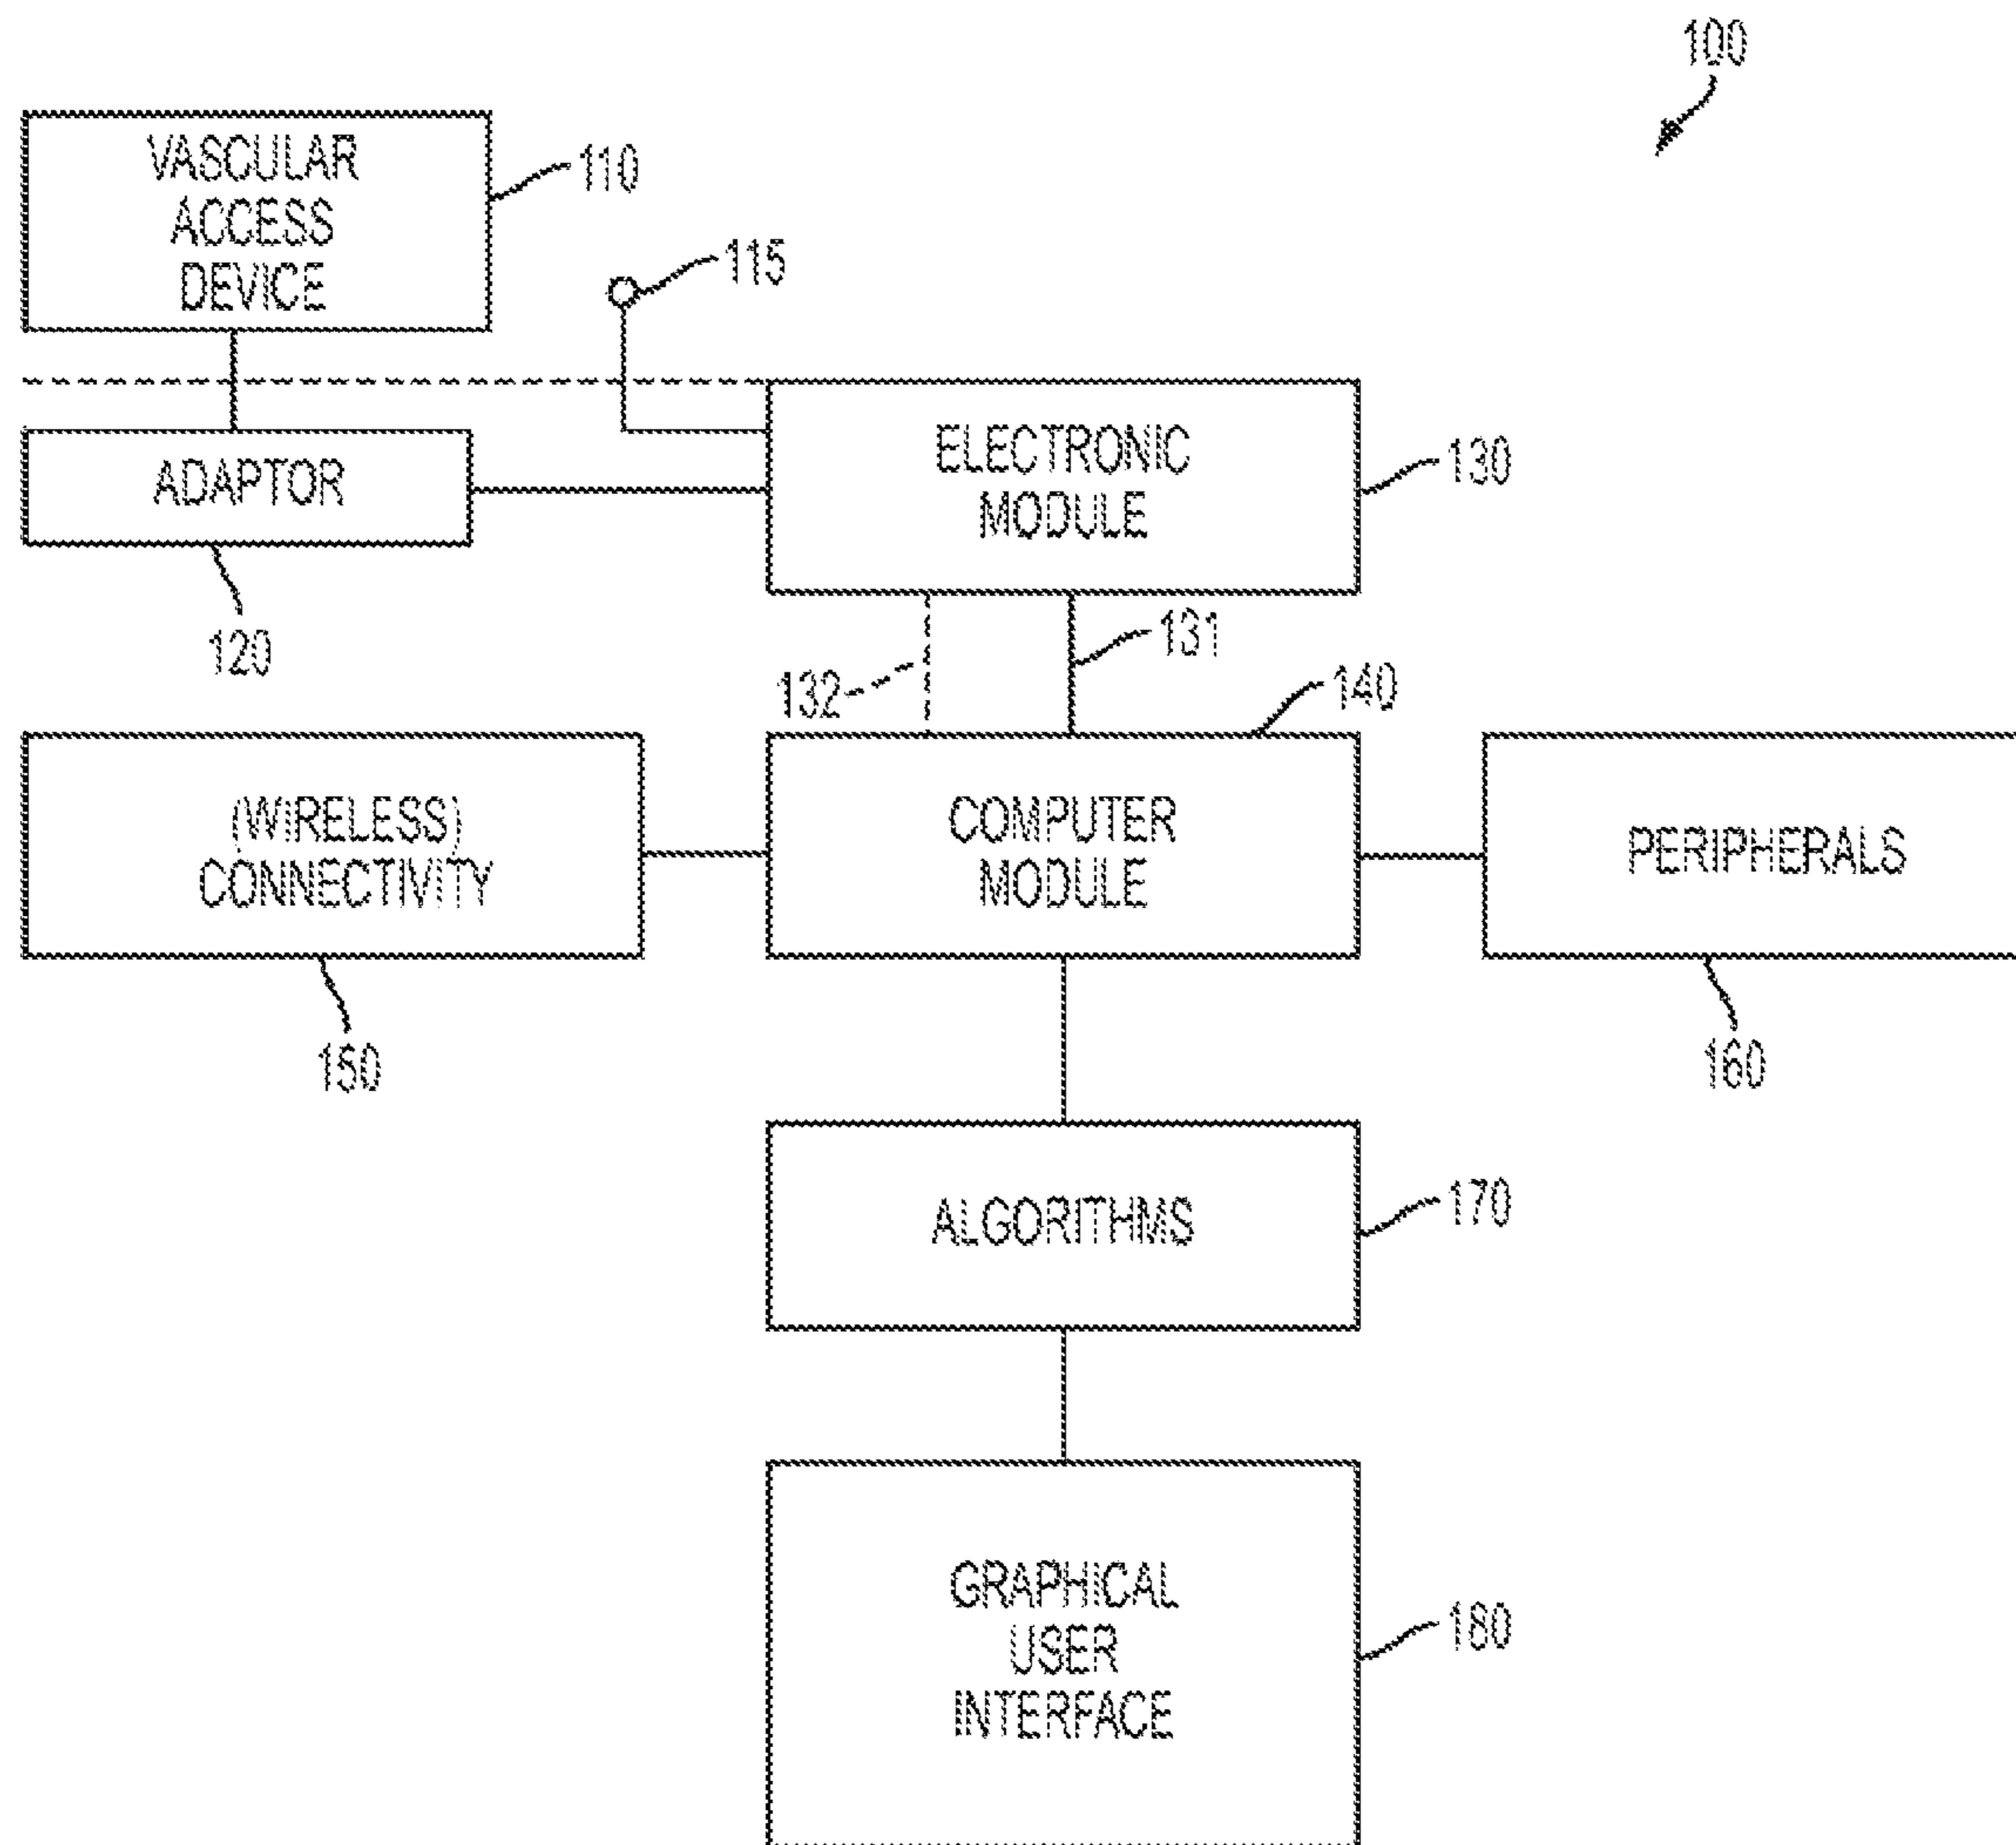 100
VASCULAR
ACCESS
DEVICE
110
115
ADAPTOR
120
ELECTRONIC
MODULE
130
132
131
140
(WIRELESS)
CONNECTIVITY
150
COMPUTER
MODULE
PERIPHERALS
160
ALGORITHMS
170
GRAPHICAL
USER
INTERFACE
180